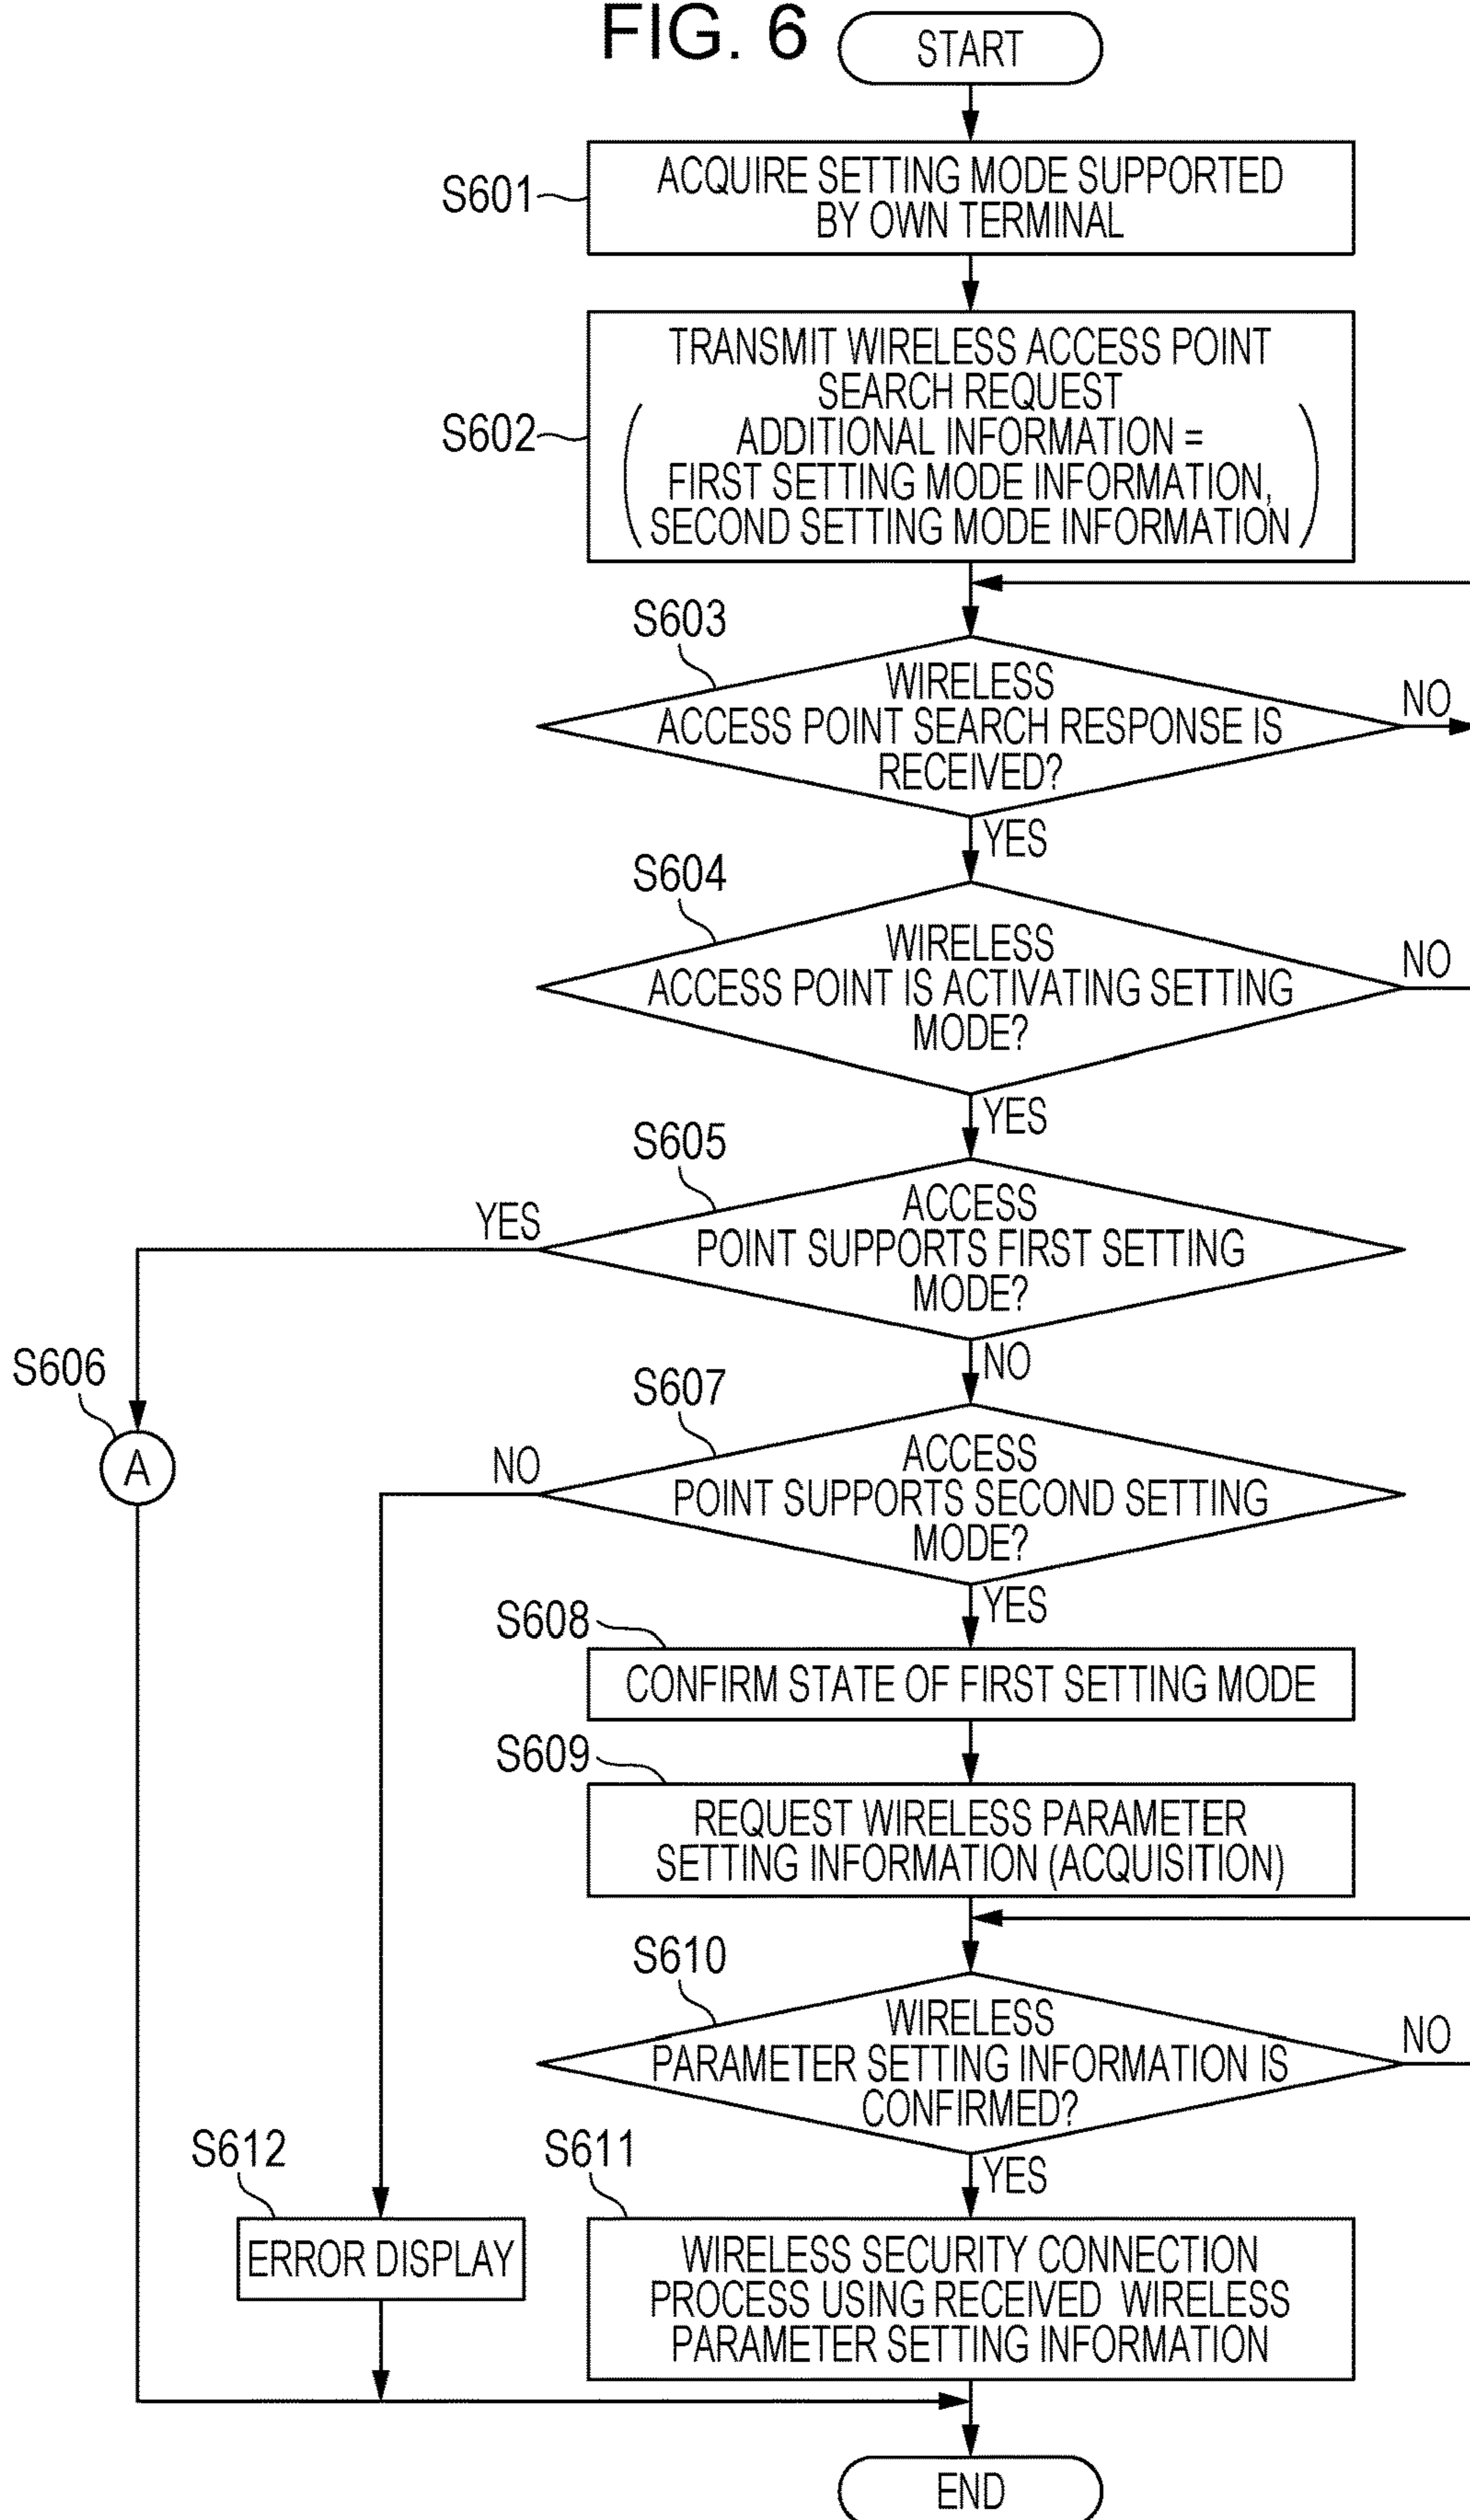 FIG. 6
START
S601
ACQUIRE SETTING MODE SUPPORTED
BY OWN TERMINAL
S602
TRANSMIT WIRELESS ACCESS POINT
SEARCH REQUEST
ADDITIONAL INFORMATION =
FIRST SETTING MODE INFORMATION,
SECOND SETTING MODE INFORMATION
S603
WIRELESS
ACCESS POINT SEARCH RESPONSE IS
RECEIVED?
NO
YES
S604
WIRELESS
ACCESS POINT IS ACTIVATING SETTING
MODE?
NO
YES
S605
ACCESS
POINT SUPPORTS FIRST SETTING
MODE?
YES
NO
S606
A
S607
ACCESS
POINT SUPPORTS SECOND SETTING
MODE?
NO
YES
S608
CONFIRM STATE OF FIRST SETTING MODE
S609
REQUEST WIRELESS PARAMETER
SETTING INFORMATION (ACQUISITION)
S610
WIRELESS
PARAMETER SETTING INFORMATION IS
CONFIRMED?
NO
YES
S612
ERROR DISPLAY
S611
WIRELESS SECURITY CONNECTION
PROCESS USING RECEIVED WIRELESS
PARAMETER SETTING INFORMATION
END